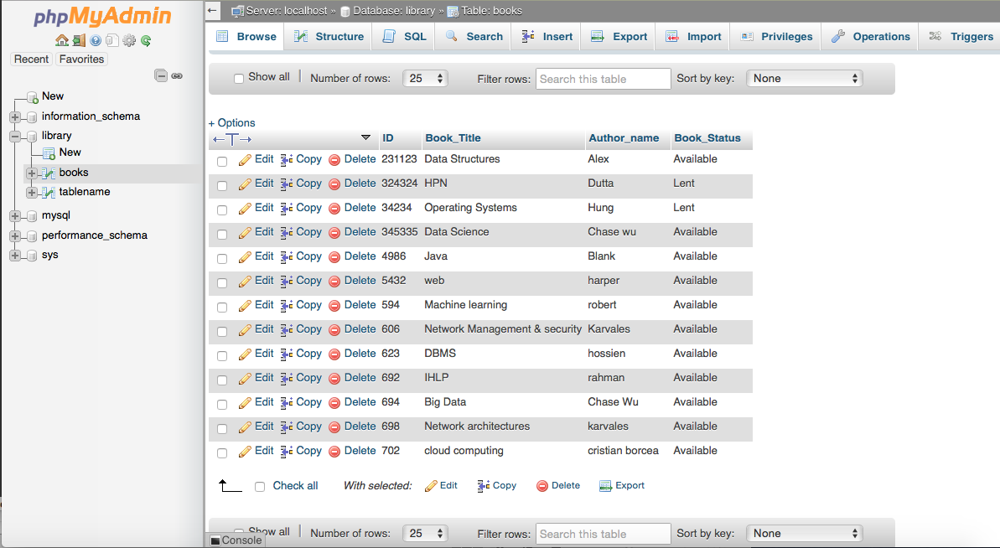 phpMyAdmin
Recent Favorites
New
information_schema
library
New
books
tablename
mysql
performance_schema
sys
Server: localhost » Database: library » Table: books
Browse Structure SQL Search Insert Export Import Privileges Operations Triggers
Show all Number of rows: 25 Filter rows: Search this table Sort by key: None
+ Options
ID Book_Title Author_name Book_Status
Edit Copy Delete 231123 Data Structures Alex Available
Edit Copy Delete 324324 HPN Dutta Lent
Edit Copy Delete 34234 Operating Systems Hung Lent
Edit Copy Delete 345335 Data Science Chase wu Available
Edit Copy Delete 4986 Java Blank Available
Edit Copy Delete 5432 web harper Available
Edit Copy Delete 594 Machine learning robert Available
Edit Copy Delete 606 Network Management & security Karvales Available
Edit Copy Delete 623 DBMS hossien Available
Edit Copy Delete 692 IHLP rahman Available
Edit Copy Delete 694 Big Data Chase Wu Available
Edit Copy Delete 698 Network architectures karvales Available
Edit Copy Delete 702 cloud computing cristian borcea Available
Check all With selected: Edit Copy Delete Export
Show all Number of rows: 25 Filter rows: Search this table Sort by key: None
Console